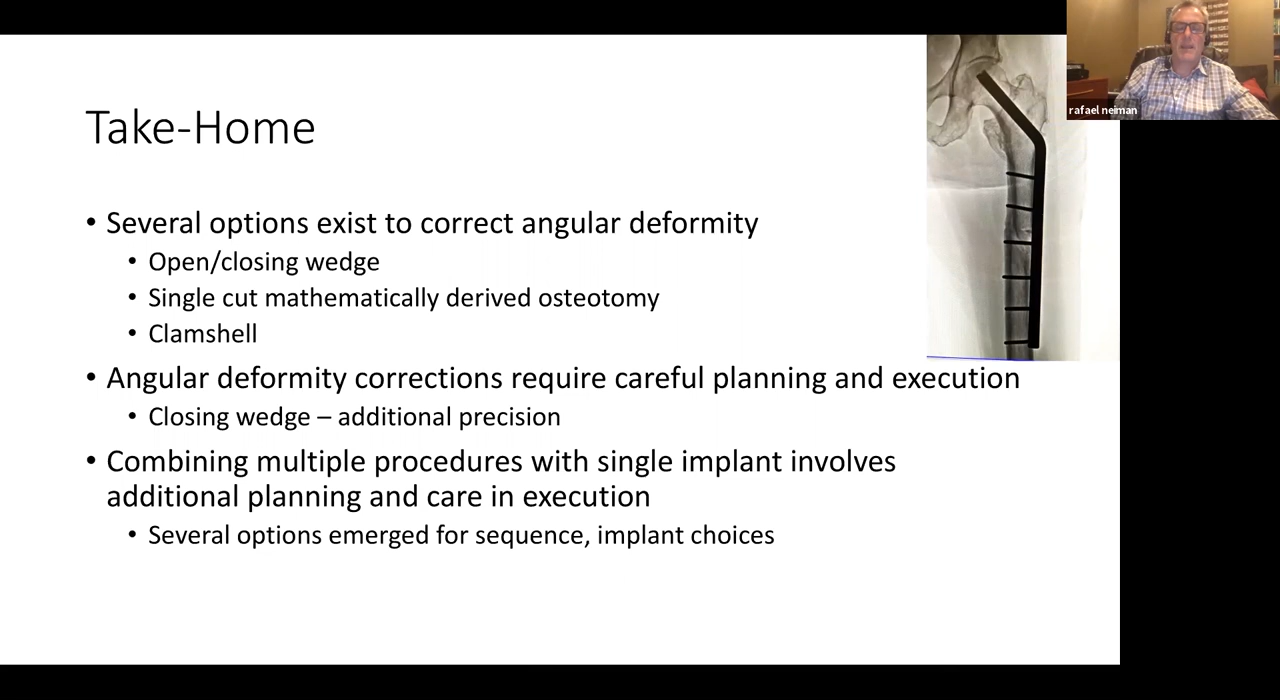 rafael neiman
Take-Home
• Several options exist to correct angular deformity
• Open/closing wedge
• Single cut mathematically derived osteotomy
• Clamshell
• Angular deformity corrections require careful planning and execution
• Closing wedge – additional precision
• Combining multiple procedures with single implant involves
additional planning and care in execution
• Several options emerged for sequence, implant choices